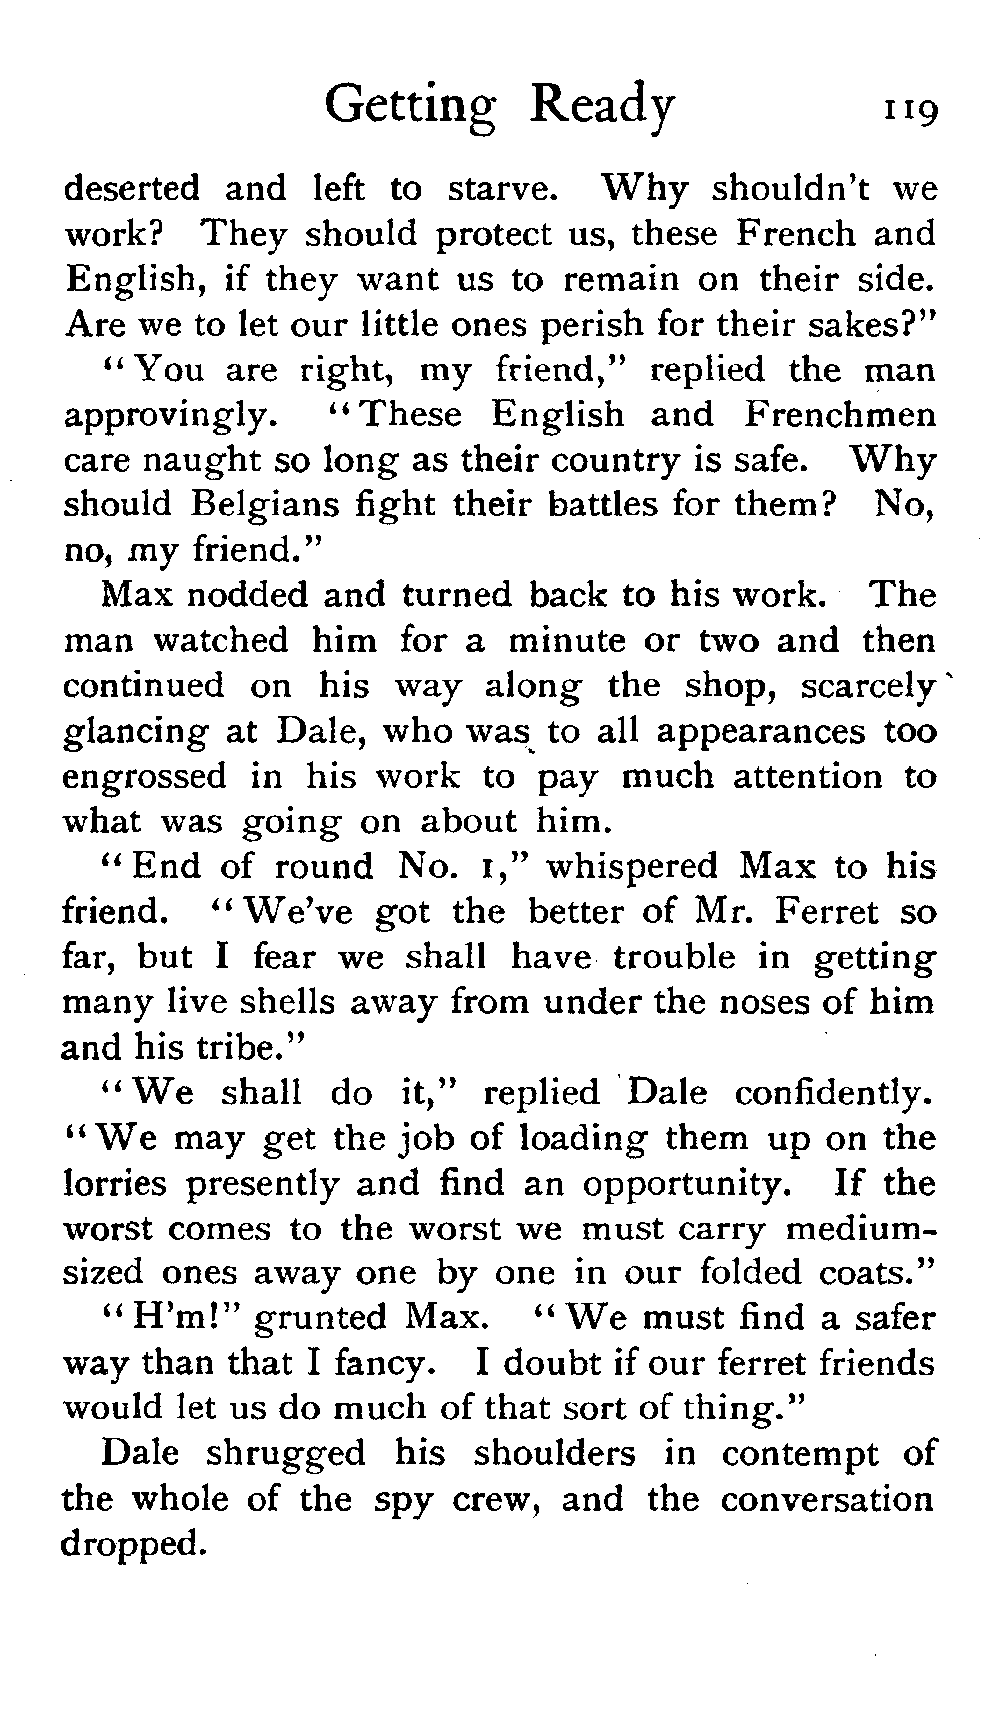 Getting Ready 119
deserted and left to starve. Why shouldn't we
work? They should protect us, these French and
English, if they want us to remain on their side.
Are we to let our little ones perish for their sakes?"
"You are right, my friend," replied the man
approvingly. "These English and Frenchmen
care naught so long as their country is safe. Why
should Belgians fight their battles for them? No,
no, my friend."
Max nodded and turned back to his work. The
man watched him for a minute or two and then
continued on his way along the shop, scarcely
glancing at Dale, who was to all appearances too
engrossed in his work to pay much attention to
what was going on about him.
"End of round No. 1," whispered Max to his
friend. "We've got the better of Mr. Ferret so
far, but I fear we shall have trouble in getting
many live shells away from under the noses of him
and his tribe."
"We shall do it," replied Dale confidently.
"We may get the job of loading them up on the
lorries presently and find an opportunity. If the
worst comes to the worst we must carry medium-
sized ones away one by one in our folded coats."
"H'm!" grunted Max. "We must find a safer
way than that I fancy. I doubt if our ferret friends
would let us do much of that sort of thing."
Dale shrugged his shoulders in contempt of
the whole of the spy crew, and the conversation
dropped.